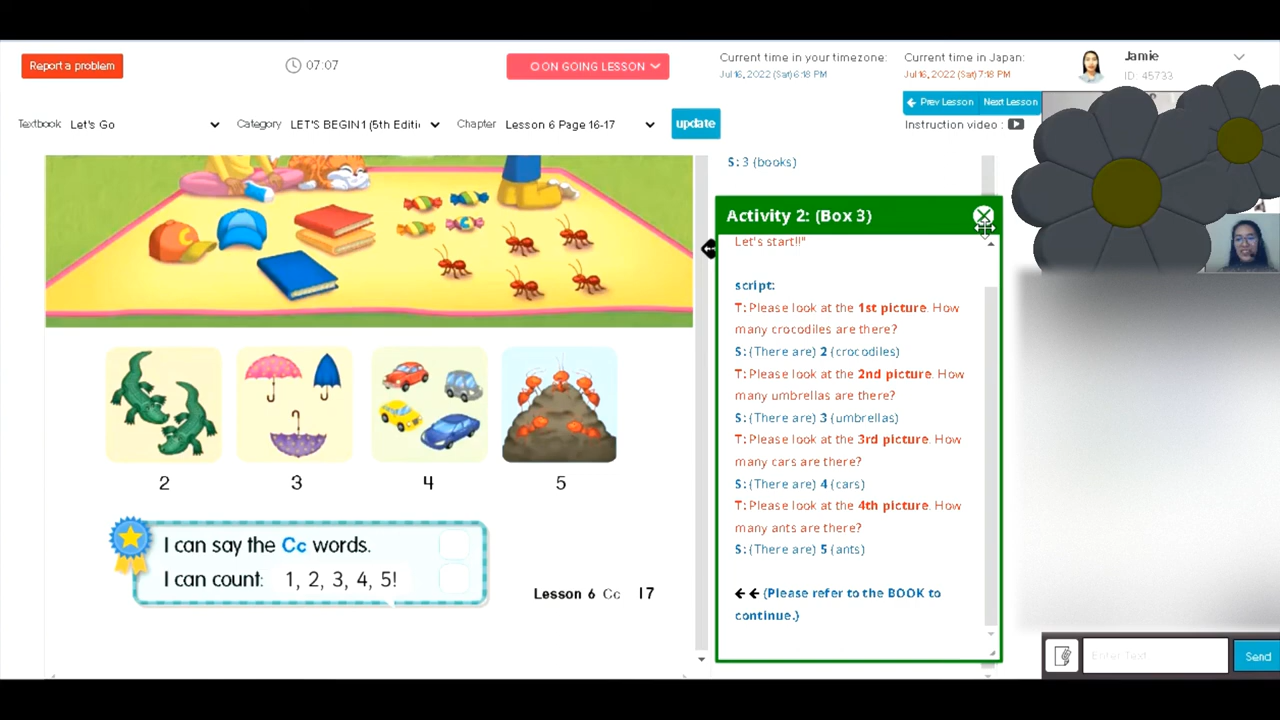 Report a problem
07:07
ON GOING LESSON
Current time in your timezone:
Jul 16, 2022 (Sat) 6:18 PM
Current time in Japan:
Jul 16, 2022 (Sat) 7:18 PM
Jamie
ID: 45733
Prev Lesson
Next Lesson
Textbook
Let's Go
Category
LET'S BEGIN 1 (5th Editi
Chapter
Lesson 6 Page 16-17
update
Instruction video :
C
C
2
3
4
5
I can say the Cc words.
I can count: 1, 2, 3, 4, 5!
Lesson 6 Cc 17
S: 3 (books)
Activity 2: (Box 3)
Let's start!!"
script:
T: Please look at the 1st picture. How
many crocodiles are there?
S: (There are) 2 (crocodiles)
T: Please look at the 2nd picture. How
many umbrellas are there?
S: (There are) 3 (umbrellas)
T: Please look at the 3rd picture. How
many cars are there?
S: (There are) 4 (cars)
T: Please look at the 4th picture. How
many ants are there?
S: (There are) 5 (ants)
(Please refer to the BOOK to
continue.)
Enter Text
Send